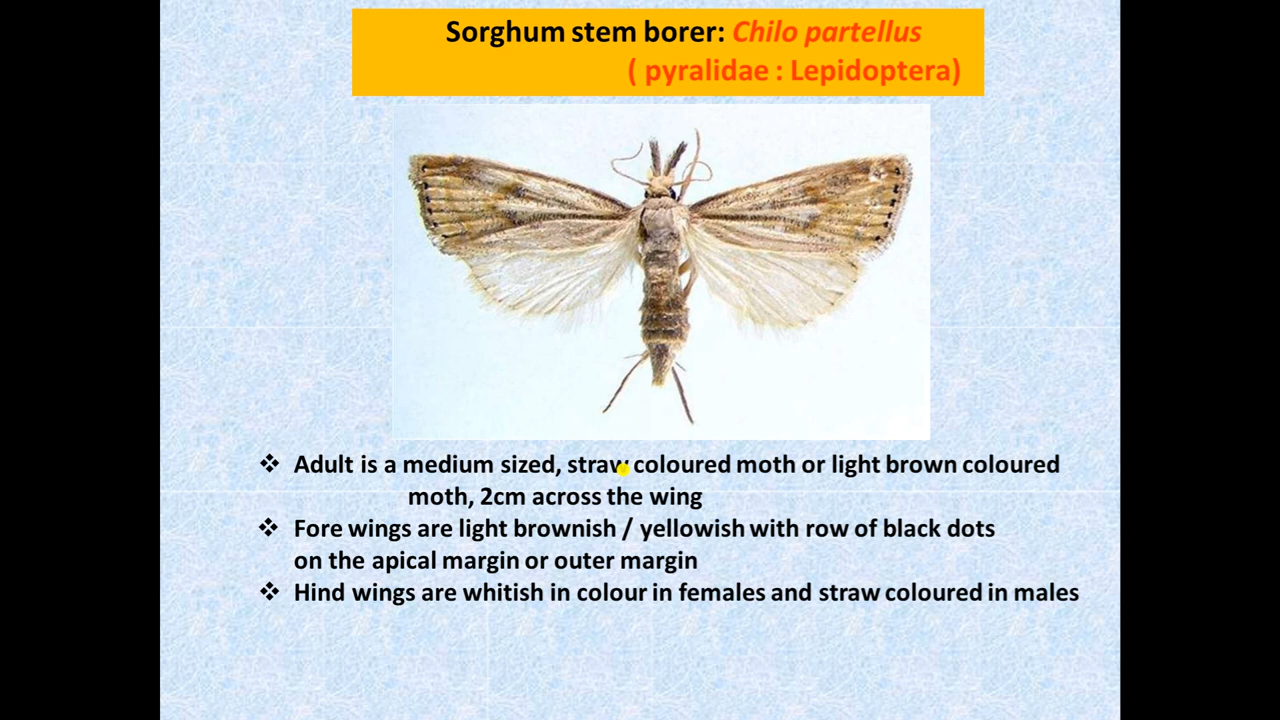 Sorghum stem borer: Chilo partellus
( pyralidae : Lepidoptera)
❖ Adult is a medium sized, straw coloured moth or light brown coloured
moth, 2cm across the wing
❖ Fore wings are light brownish / yellowish with row of black dots
on the apical margin or outer margin
❖ Hind wings are whitish in colour in females and straw coloured in males